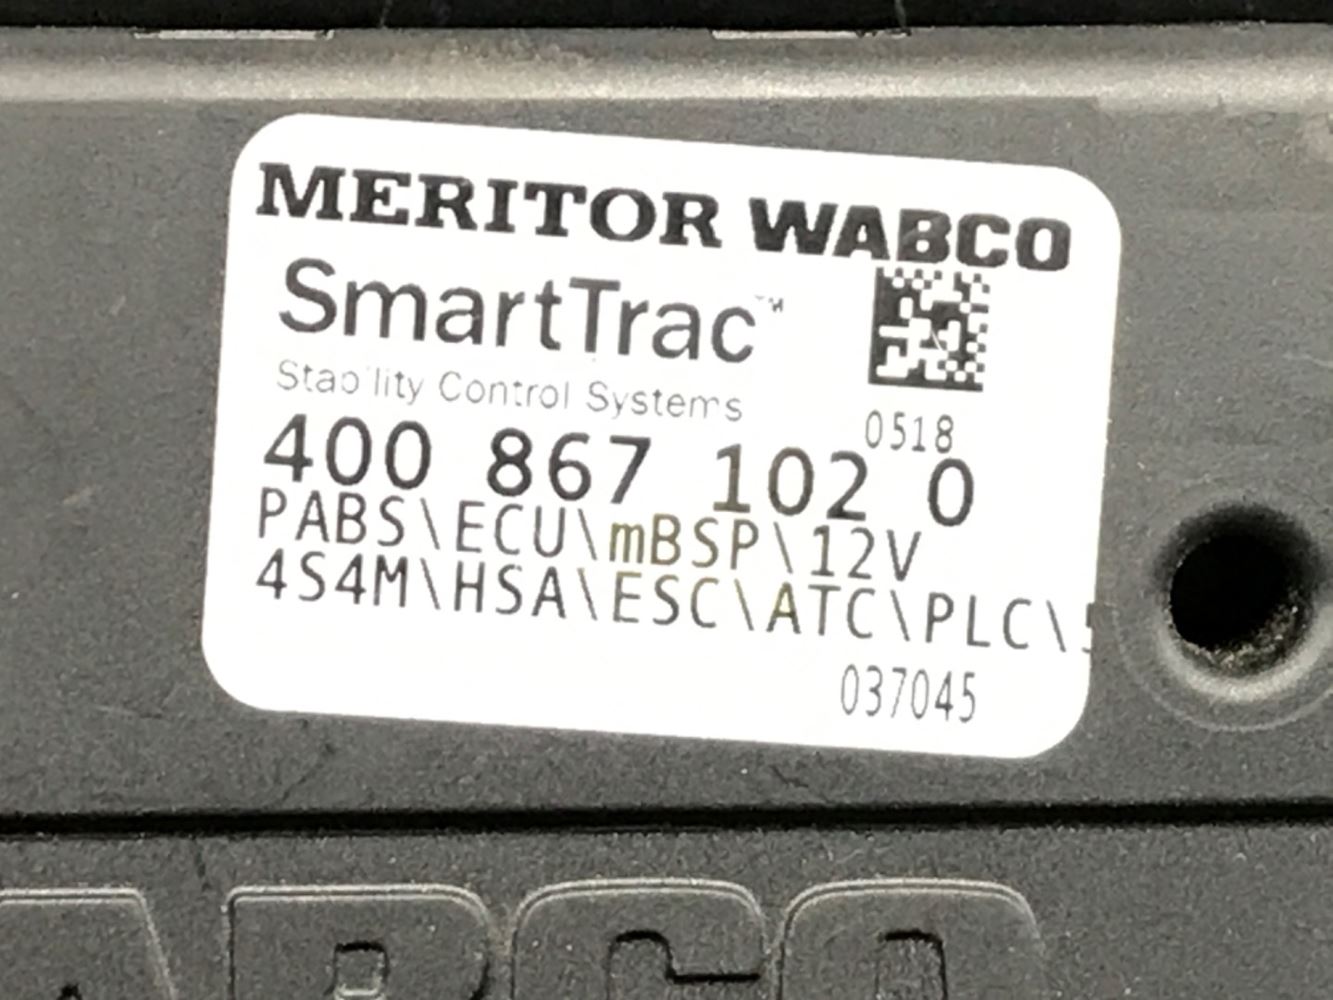 MERITOR WABCO
SmartTrac™
Stability Control Systems
0518
400 867 102 0
PABS\ECU\mBSP\12V
4S4M\HSA\ESC\ATC\PLC\
037045
ABCO